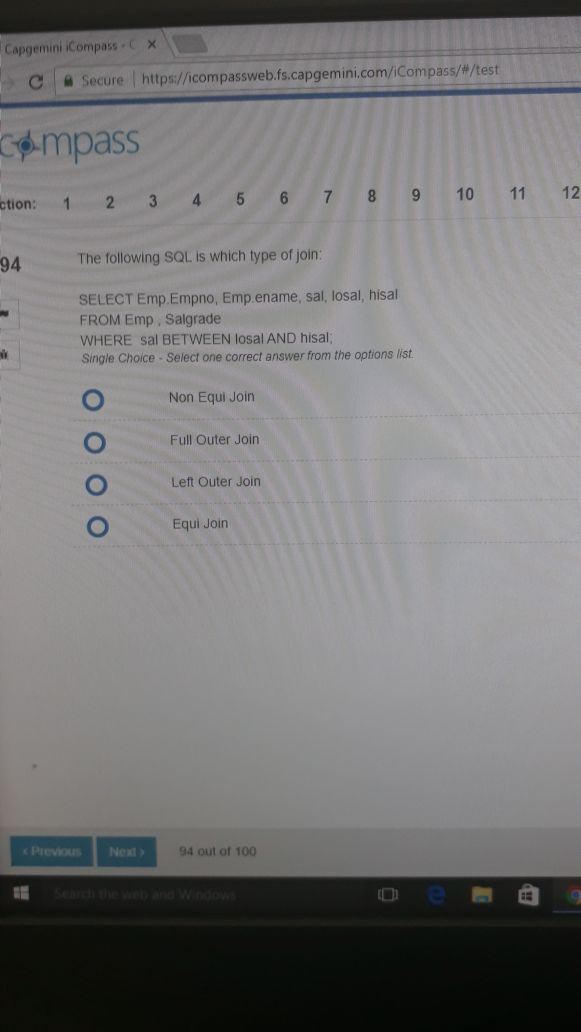 Capgemini iCompass - C
Secure https://icompassweb.fs.capgemini.com/iCompass/#/test
compass
ction: 1 2 3 4 5 6 7 8 9 10 11 12
94 The following SQL is which type of join:
SELECT Emp.Empno, Emp.ename, sal, losal, hisal
FROM Emp , Salgrade
WHERE sal BETWEEN losal AND hisal;
Single Choice - Select one correct answer from the options list.
Non Equi Join
Full Outer Join
Left Outer Join
Equi Join
< Previous Next > 94 out of 100
Search the web and Windows